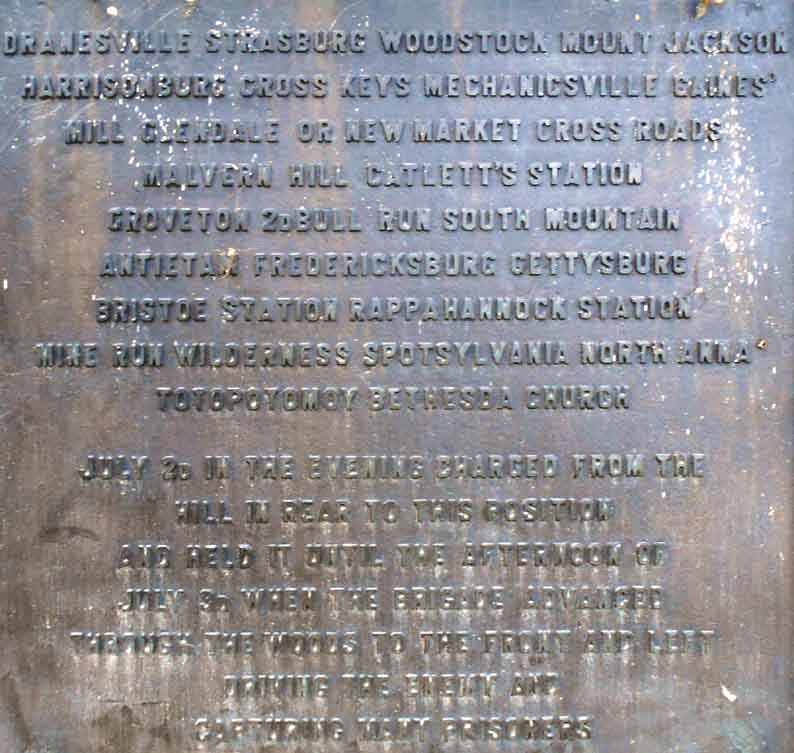 DRANESVILLE STRASBURG WOODSTOCK MOUNT JACKSON
HARRISONBURG CROSS KEYS MECHANICSVILLE GAINES'
MILL GLENDALE OR NEW MARKET CROSS ROADS
MALVERN HILL CATLETT'S STATION
GROVETON 2D BULL RUN SOUTH MOUNTAIN
ANTIETAM FREDERICKSBURG GETTYSBURG
BRISTOE STATION RAPPAHANNOCK STATION
MINE RUN WILDERNESS SPOTSYLVANIA NORTH ANNA
TOTOPOTOMOY BETHESDA CHURCH
JULY 2D IN THE EVENING CHARGED FROM THE
HILL IN REAR TO THIS POSITION
AND HELD IT UNTIL THE AFTERNOON OF
JULY 3D WHEN THE BRIGADE ADVANCED
THROUGH THE WOODS TO THE FRONT AND LEFT
DRIVING THE ENEMY AND
CAPTURING MANY PRISONERS